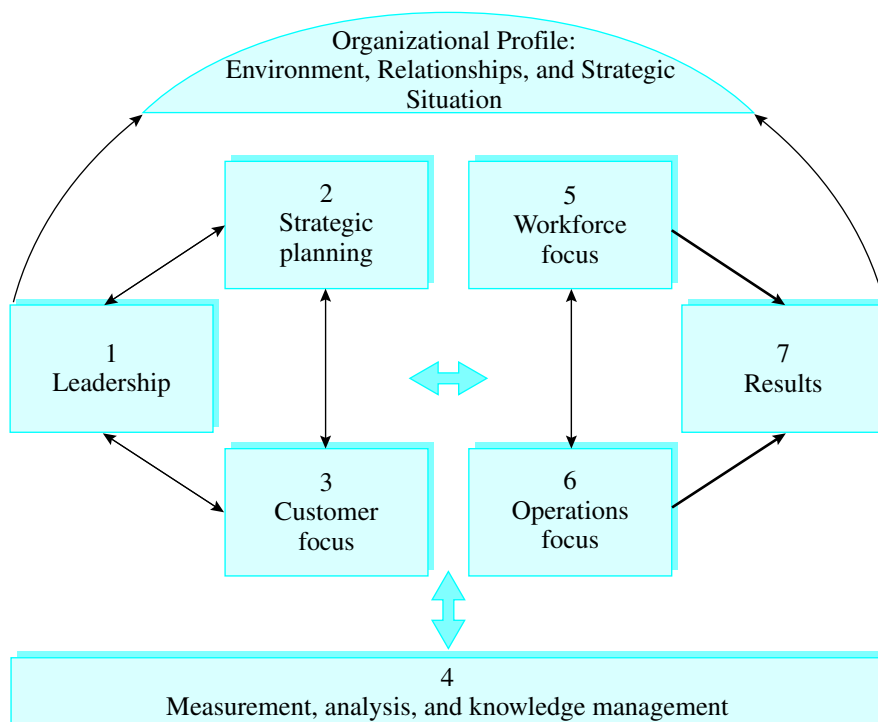 Organizational Profile:
Environment, Relationships, and Strategic
Situation
2
Strategic
planning
5
Workforce
focus
1
Leadership
7
Results
3
Customer
focus
6
Operations
focus
4
Measurement, analysis, and knowledge management